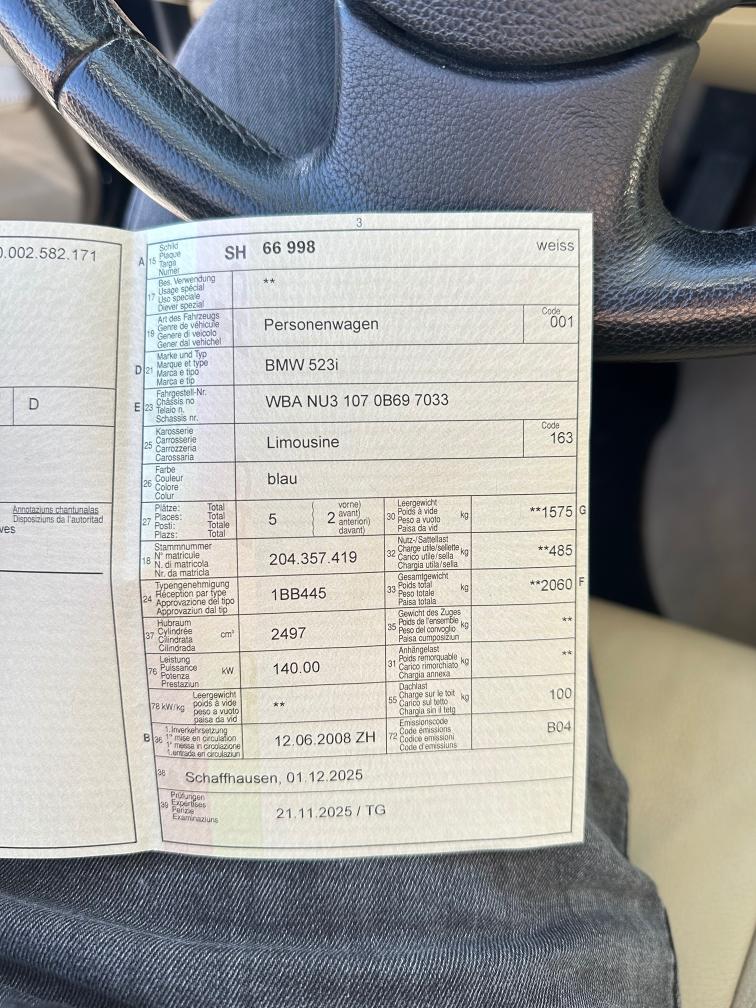 3
0.002.582.171
D
Annotaziuns chantunalas
Disposiziuns da l'autoritad
ves
A 15 Schild
Plaque
Targa
Numer
SH 66 998 weiss
17 Bes. Verwendung
Usage spécial
Uso speciale
Diever spezial
**
19 Art des Fahrzeugs
Genre de véhicule
Genere di veicolo
Gener dal vehichel
Personenwagen
Code
001
D 21 Marke und Typ
Marque et type
Marca e tipo
Marca e tip
BMW 523i
E 23 Fahrgestell-Nr.
Châssis no
Telaio n.
Schassis nr.
WBA NU3 107 0B69 7033
25 Karosserie
Carrosserie
Carrozzeria
Carossaria
Limousine
Code
163
26 Farbe
Couleur
Colore
Colur
blau
27 Plätze: Total
Places: Total
Posti: Totale
Plazs: Total
5
2
vorne)
avant)
anteriori)
davant)
30 Leergewicht
Poids à vide
Peso a vuoto
Paisa da vid
kg
**1575 G
18 Stammnummer
N° matricule
N. di matricola
Nr. da matricla
204.357.419
32 Nutz-/Sattellast
Charge utile/sellette
Carico utile/sella
Chargia utila/sella
kg
**485
24 Typengenehmigung
Réception par type
Approvazione del tipo
Approvaziun dal tip
1BB445
33 Gesamtgewicht
Poids total
Peso totale
Paisa totala
kg
**2060 F
37 Hubraum
Cylindrée
Cilindrata
Cilindrada
cm³
2497
35 Gewicht des Zuges
Poids de l'ensemble
Peso del convoglio
Paisa cumposiziun
kg
**
76 Leistung
Puissance
Potenza
Prestaziun
kW
140.00
31 Anhängelast
Poids remorquable
Carico rimorchiato
Chargia annexa
kg
**
78 kW/kg Leergewicht
poids à vide
peso a vuoto
paisa da vid
**
55 Dachlast
Charge sur le toit
Carico sul tetto
Chargia sin il tetg
kg
100
B 36 1.Inverkehrsetzung
1re mise en circulation
1a messa in circolazione
1.entrada en circulaziun
12.06.2008 ZH
72 Emissionscode
Code émissions
Codice emissioni
Code d'emissiuns
B04
38 Schaffhausen, 01.12.2025
39 Prüfungen
Expertises
Perizie
Examinaziuns
21.11.2025 / TG